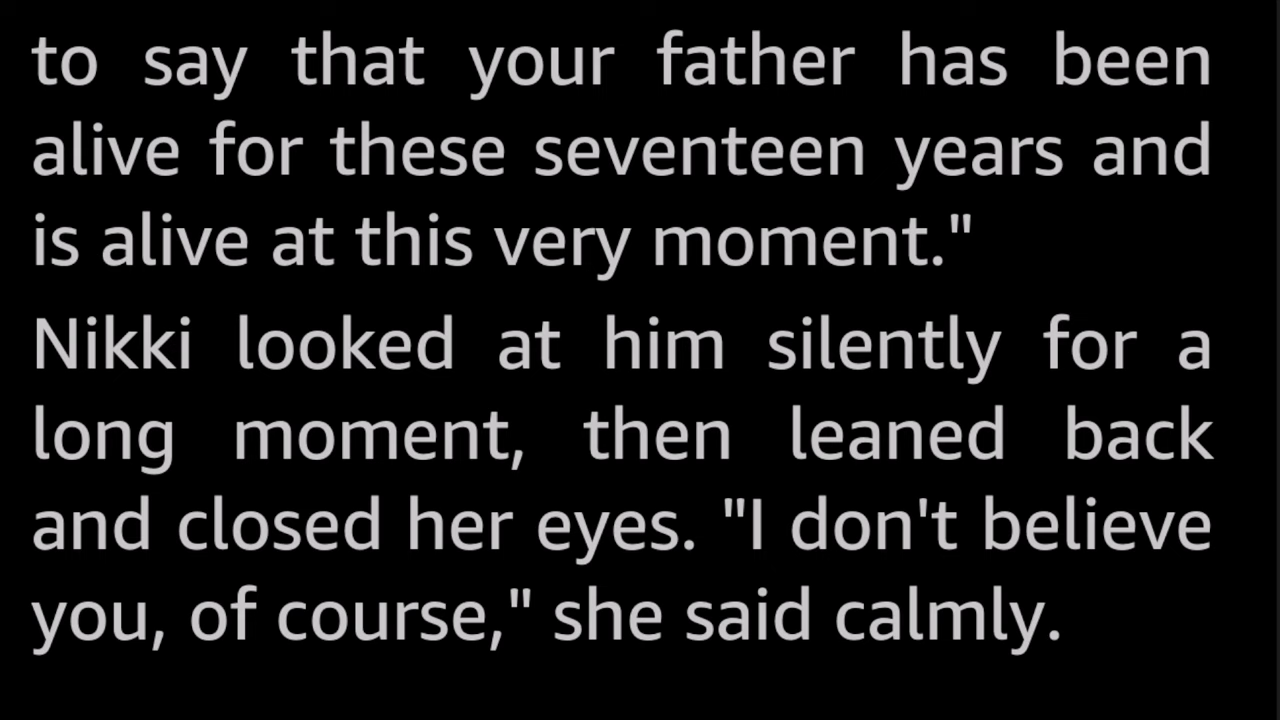 to say that your father has been
alive for these seventeen years and
is alive at this very moment."
Nikki looked at him silently for a
long moment, then leaned back
and closed her eyes. "I don't believe
you, of course," she said calmly.